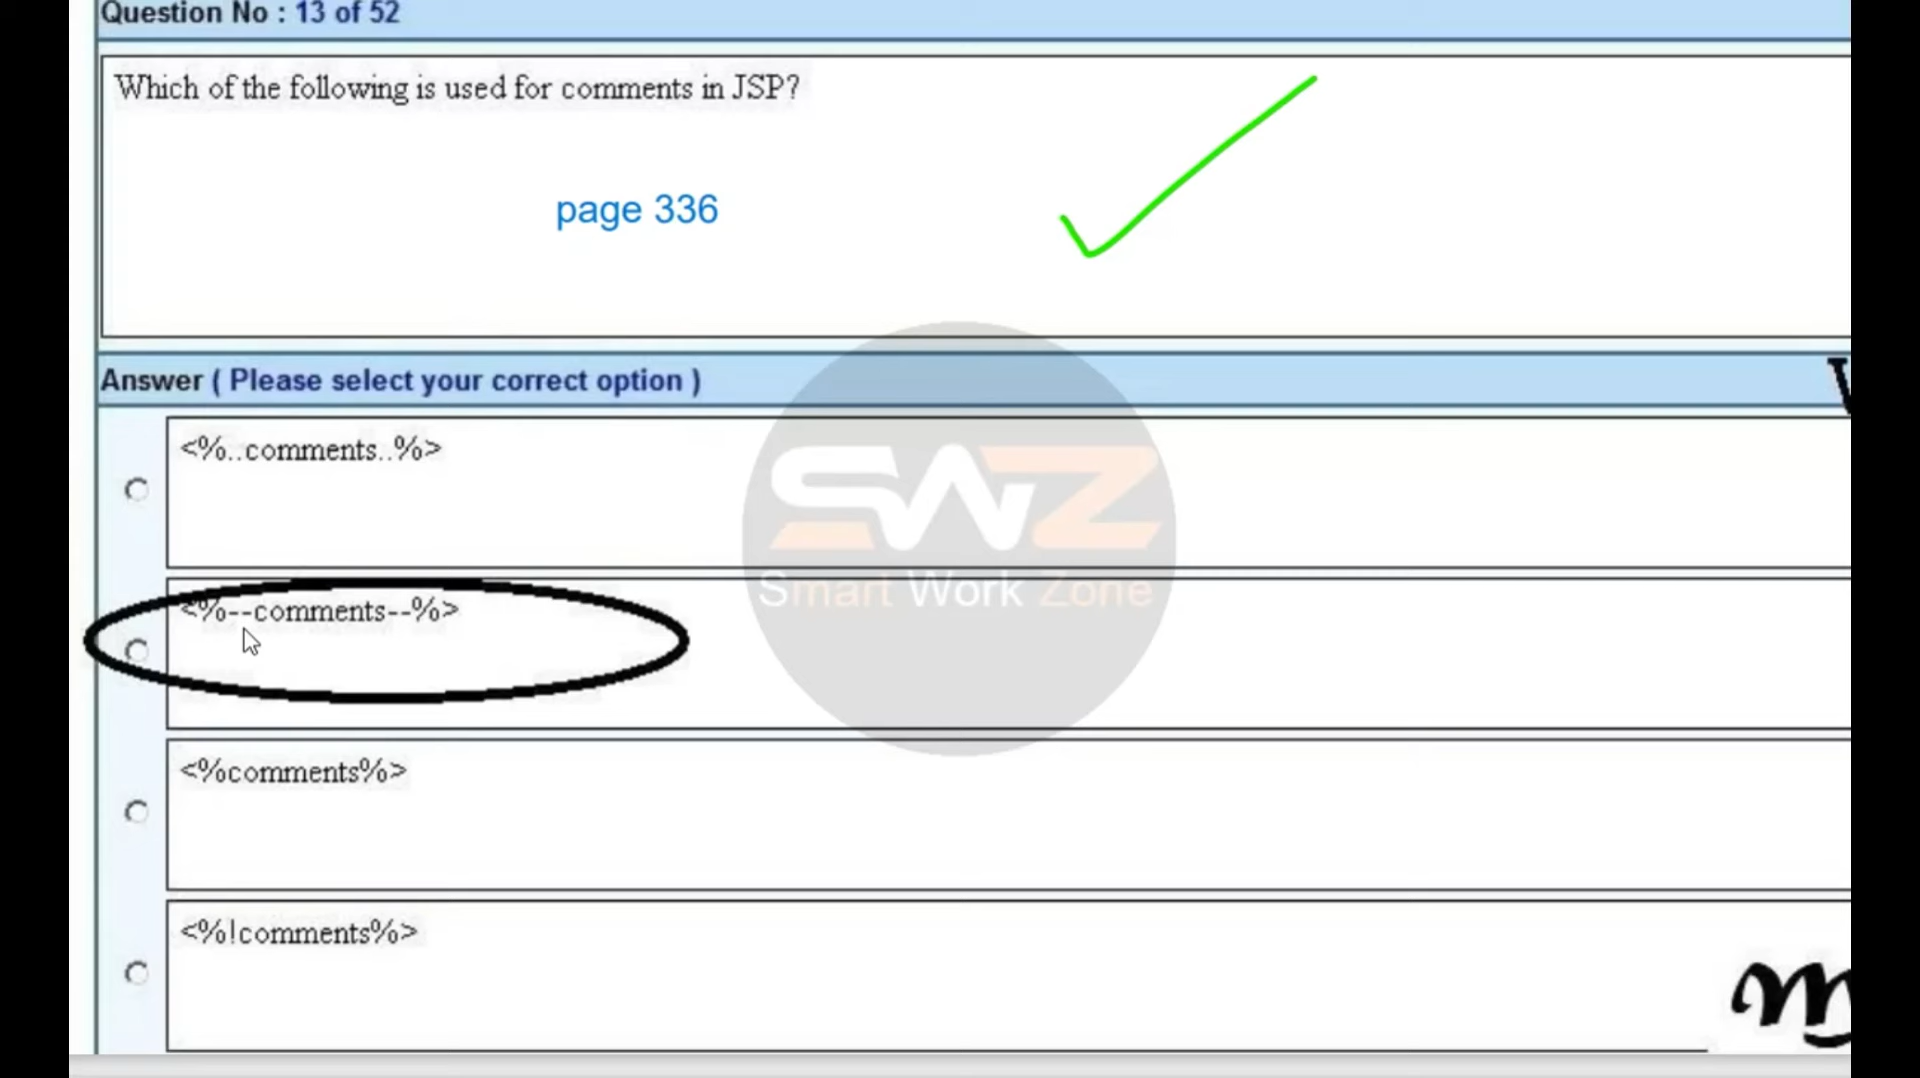 Question No : 13 of 52
Which of the following is used for comments in JSP?
page 336
Answer ( Please select your correct option )
<%..comments..%>
SWZ
Smart Work Zone
<%--comments--%>
<%comments%>
<%!comments%>